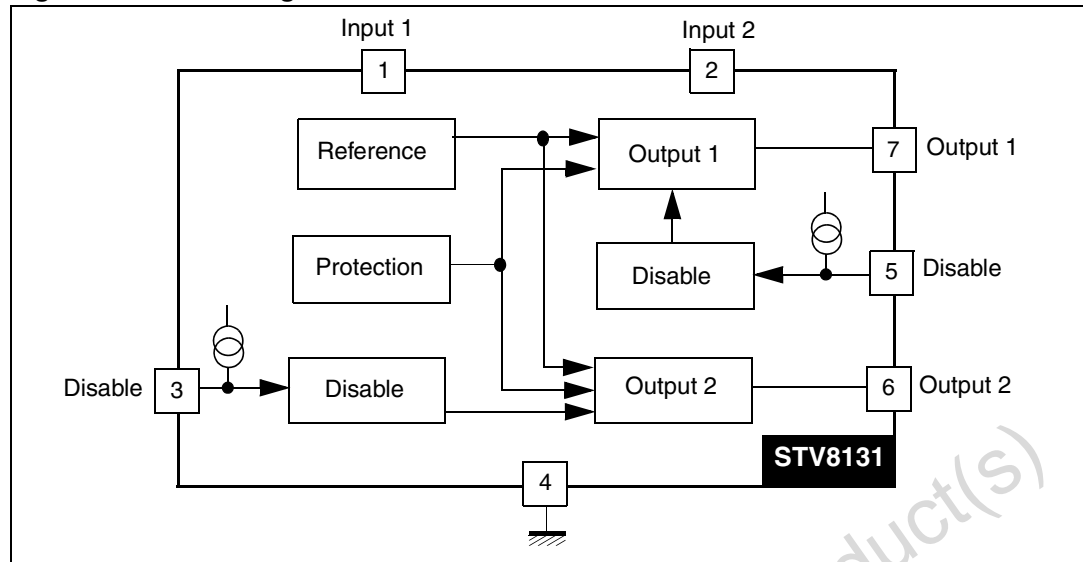 Input 1
Input 2
1
2
Reference
Output 1
7
Output 1
Protection
Disable
5
Disable
Disable
3
Disable
Output 2
6
Output 2
STV8131
4